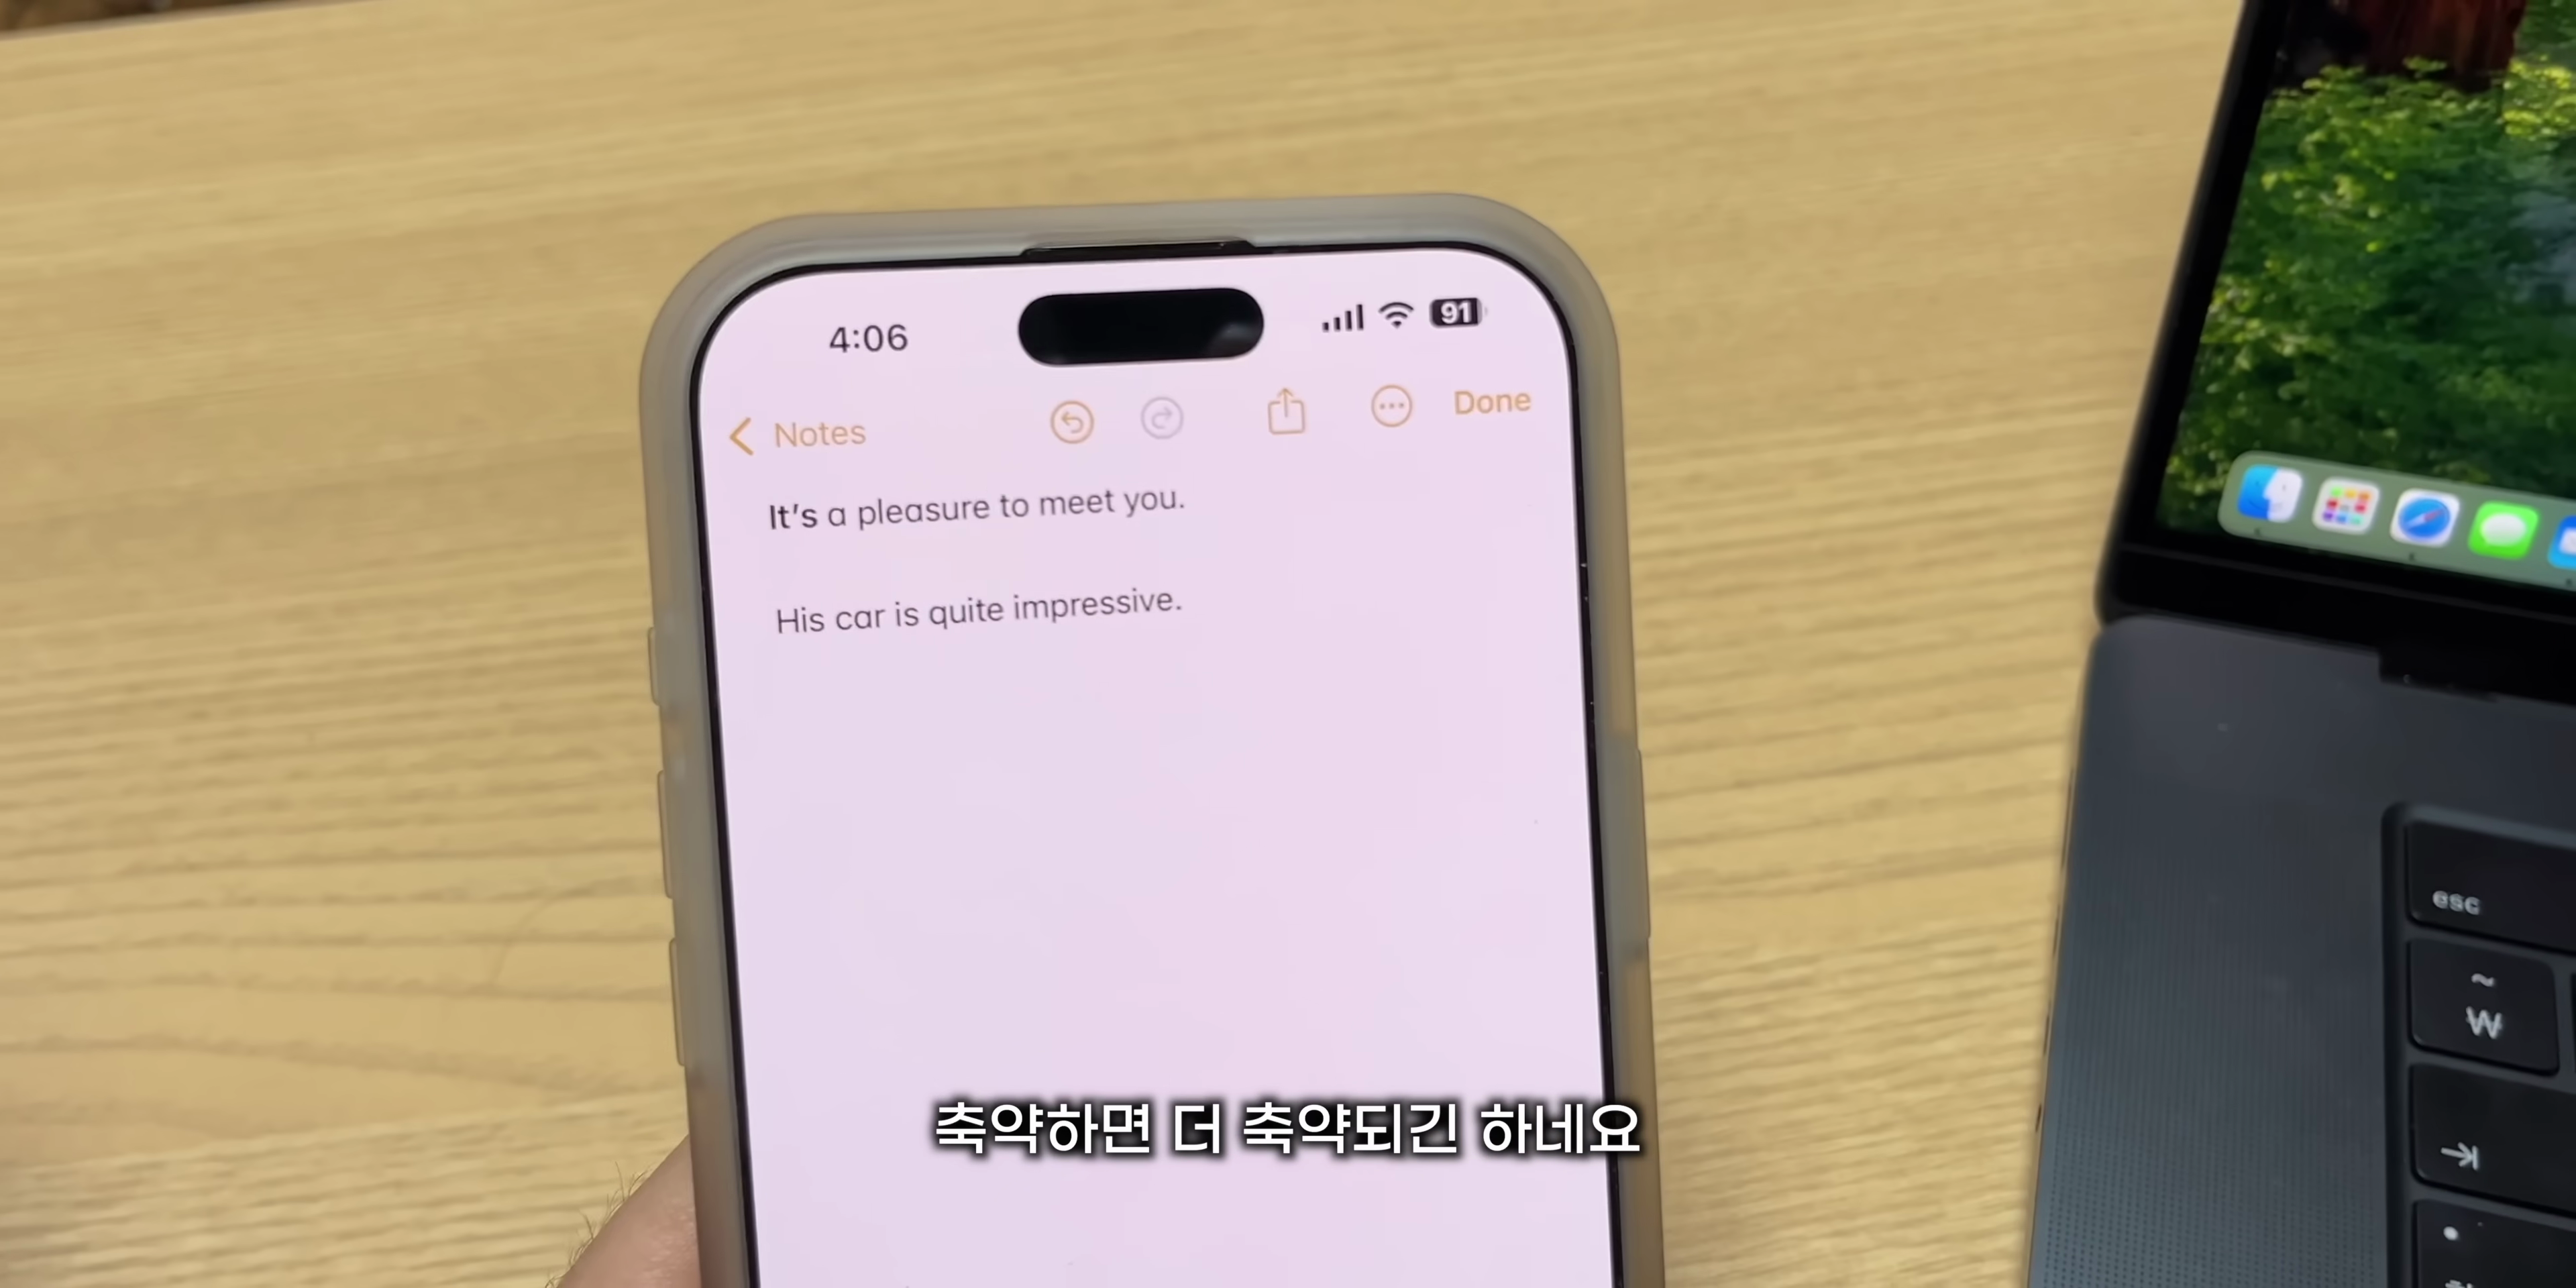 4:06
91
Notes
Done
It's a pleasure to meet you.
His car is quite impressive.
축약하면 더 축약되긴 하네요
esc
~
₩